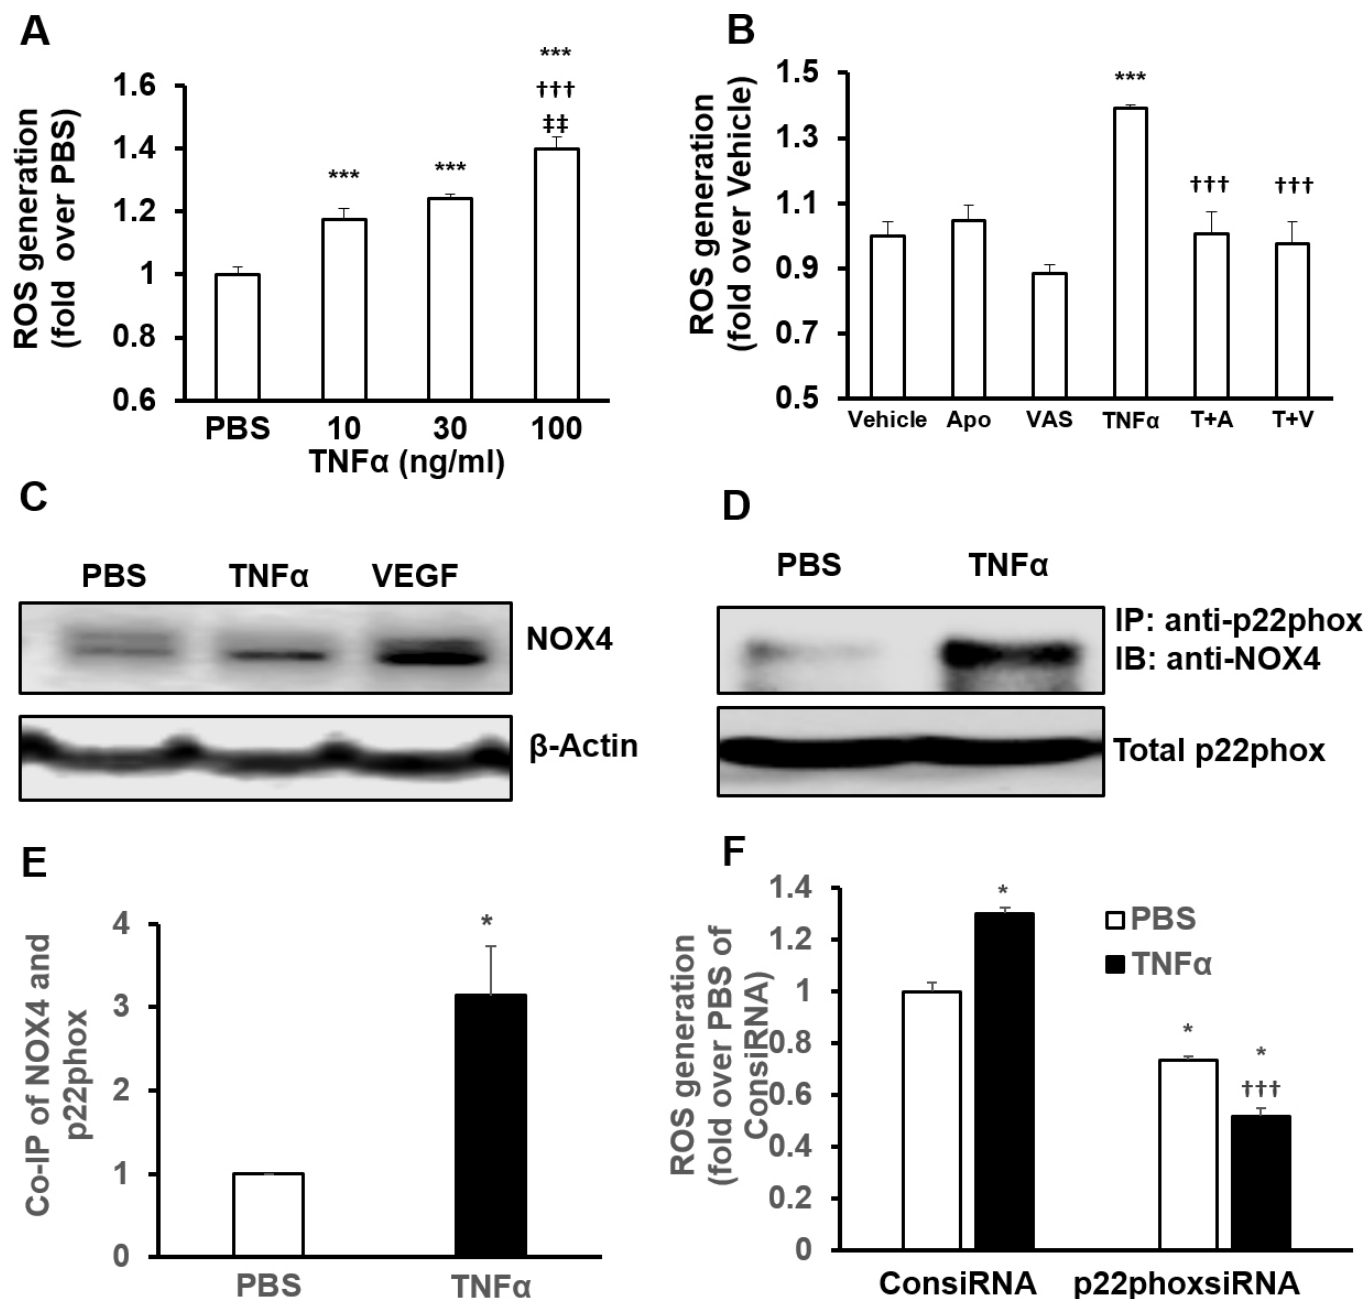 A
ROS generation
(fold over PBS)
1.6
1.4
1.2
1
0.8
0.6
***
***
***
†††
‡‡
PBS 10 30 100
TNFα (ng/ml)
B
ROS generation
(fold over Vehicle)
1.5
1.3
1.1
0.9
0.7
0.5
***
†††
†††
Vehicle Apo VAS TNFα T+A T+V
C
PBS TNFα VEGF
NOX4
β-Actin
D
PBS TNFα
IP: anti-p22phox
IB: anti-NOX4
Total p22phox
E
Co-IP of NOX4 and
p22phox
4
3
2
1
0
*
PBS TNFα
F
ROS generation
(fold over PBS of
ConsiRNA)
1.4
1.2
1
0.8
0.6
0.4
0.2
0
*
*
*
†††
PBS
TNFα
ConsiRNA p22phoxsiRNA